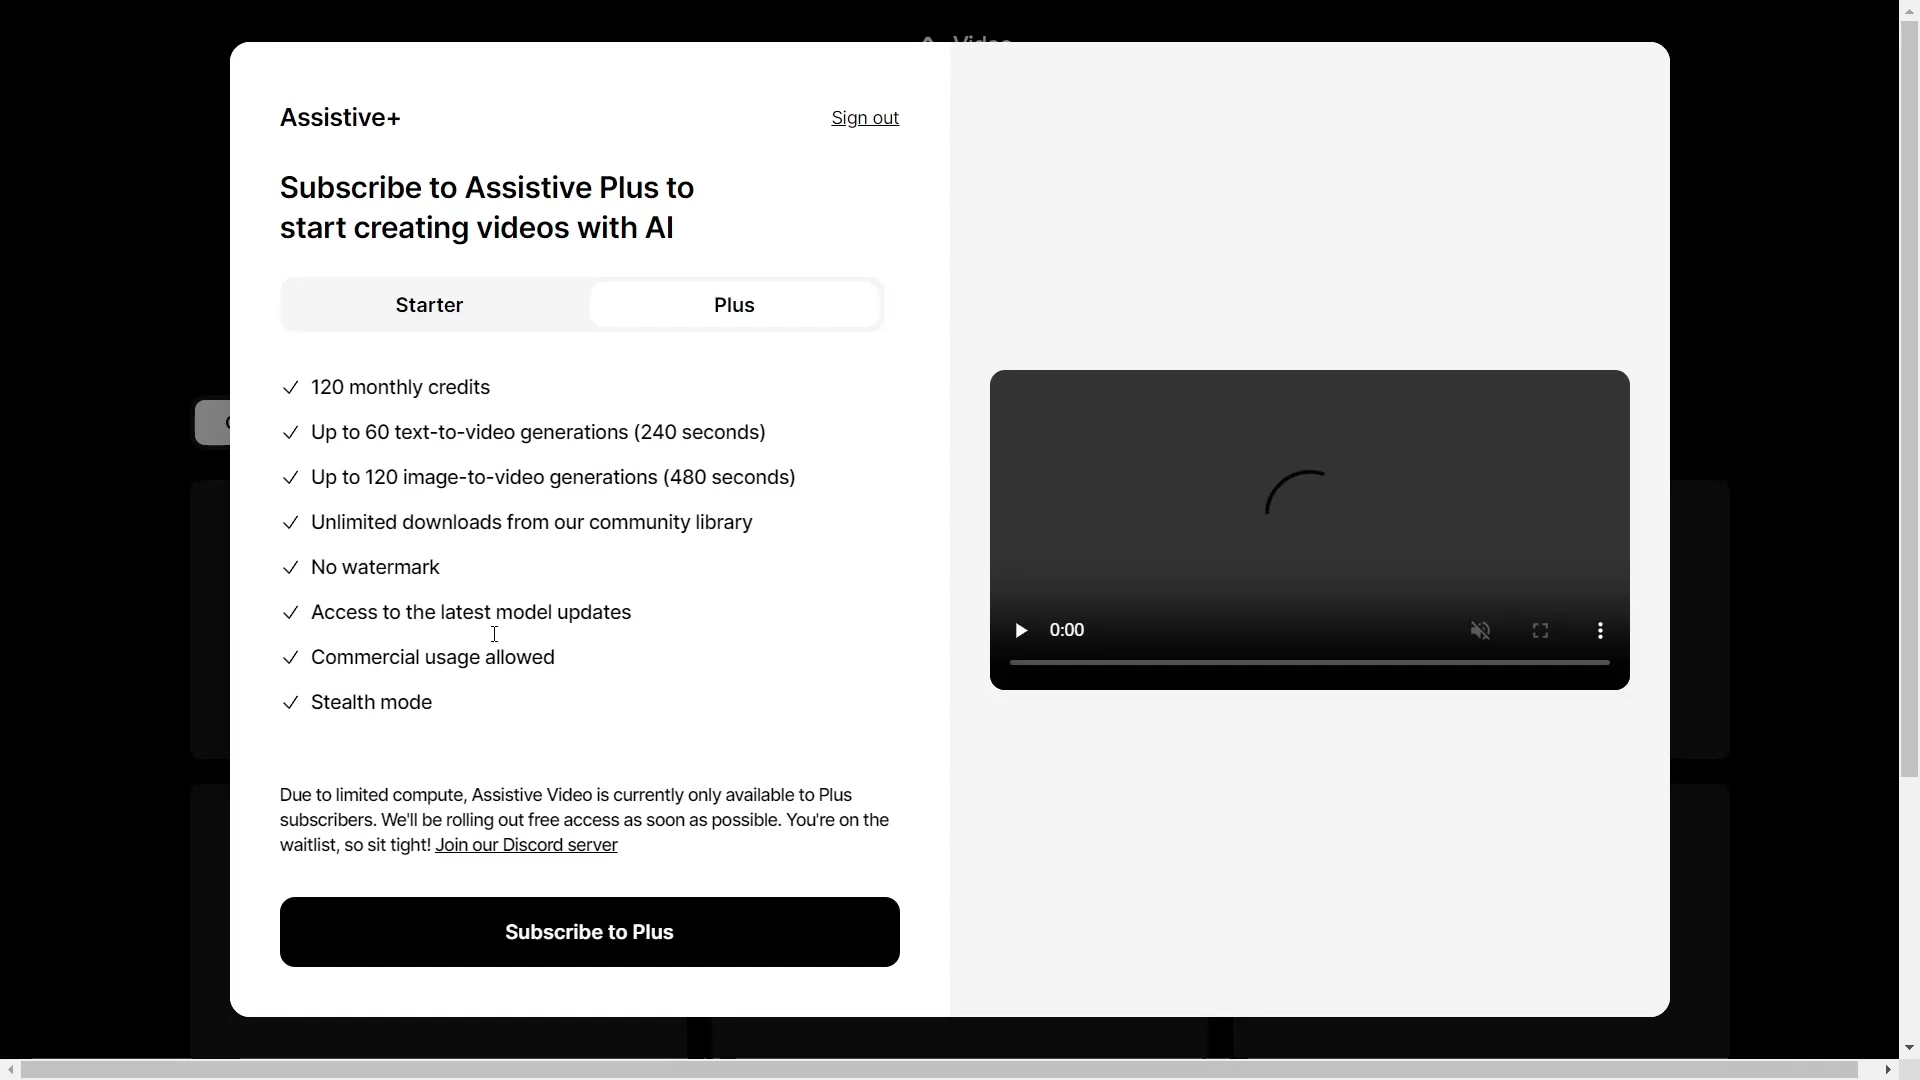 Video
Assistive+
Sign out
Subscribe to Assistive Plus to
start creating videos with AI
Starter
Plus
120 monthly credits
Up to 60 text-to-video generations (240 seconds)
Up to 120 image-to-video generations (480 seconds)
Unlimited downloads from our community library
No watermark
Access to the latest model updates
Commercial usage allowed
Stealth mode
0:00
Due to limited compute, Assistive Video is currently only available to Plus
subscribers. We'll be rolling out free access as soon as possible. You're on the
waitlist, so sit tight! Join our Discord server
Subscribe to Plus